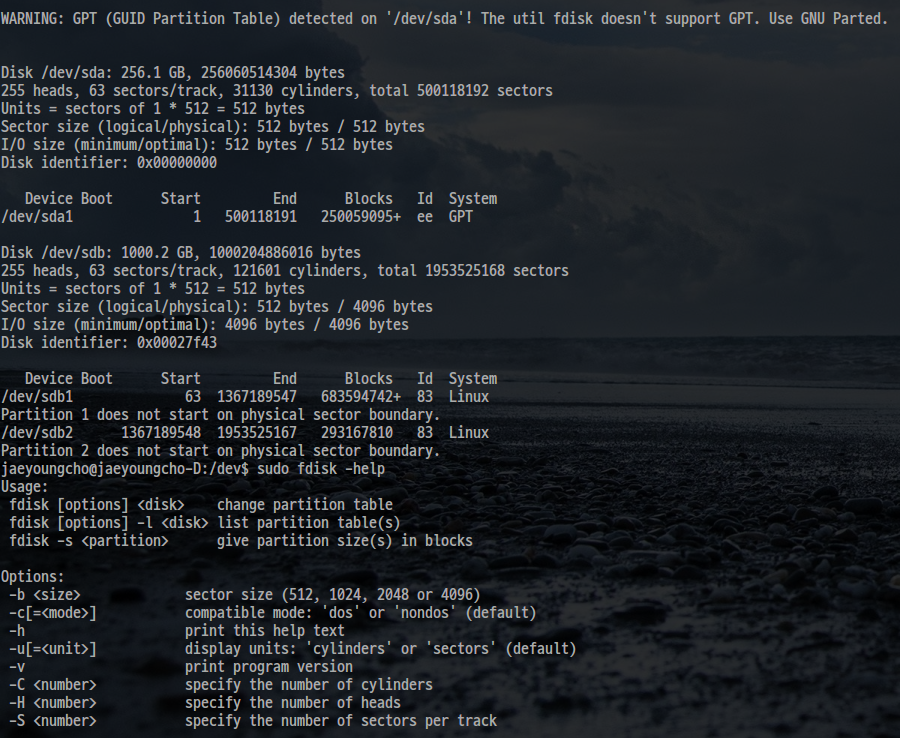 WARNING: GPT (GUID Partition Table) detected on '/dev/sda'! The util fdisk doesn't support GPT. Use GNU Parted.
Disk /dev/sda: 256.1 GB, 256060514304 bytes
255 heads, 63 sectors/track, 31130 cylinders, total 500118192 sectors
Units = sectors of 1 * 512 = 512 bytes
Sector size (logical/physical): 512 bytes / 512 bytes
I/O size (minimum/optimal): 512 bytes / 512 bytes
Disk identifier: 0x00000000
   Device Boot      Start         End      Blocks   Id  System
/dev/sda1               1   500118191   250059095+  ee  GPT
Disk /dev/sdb: 1000.2 GB, 1000204886016 bytes
255 heads, 63 sectors/track, 121601 cylinders, total 1953525168 sectors
Units = sectors of 1 * 512 = 512 bytes
Sector size (logical/physical): 512 bytes / 4096 bytes
I/O size (minimum/optimal): 4096 bytes / 4096 bytes
Disk identifier: 0x00027f43
   Device Boot      Start         End      Blocks   Id  System
/dev/sdb1              63  1367189547   683594742+  83  Linux
Partition 1 does not start on physical sector boundary.
/dev/sdb2      1367189548  1953525167   293167810   83  Linux
Partition 2 does not start on physical sector boundary.
jaeyoungcho@jaeyoungcho-D:/dev$ sudo fdisk -help
Usage:
 fdisk [options] <disk>    change partition table
 fdisk [options] -l <disk> list partition table(s)
 fdisk -s <partition>      give partition size(s) in blocks
Options:
 -b <size>             sector size (512, 1024, 2048 or 4096)
 -c[=<mode>]           compatible mode: 'dos' or 'nondos' (default)
 -h                    print this help text
 -u[=<unit>]           display units: 'cylinders' or 'sectors' (default)
 -v                    print program version
 -C <number>           specify the number of cylinders
 -H <number>           specify the number of heads
 -S <number>           specify the number of sectors per track